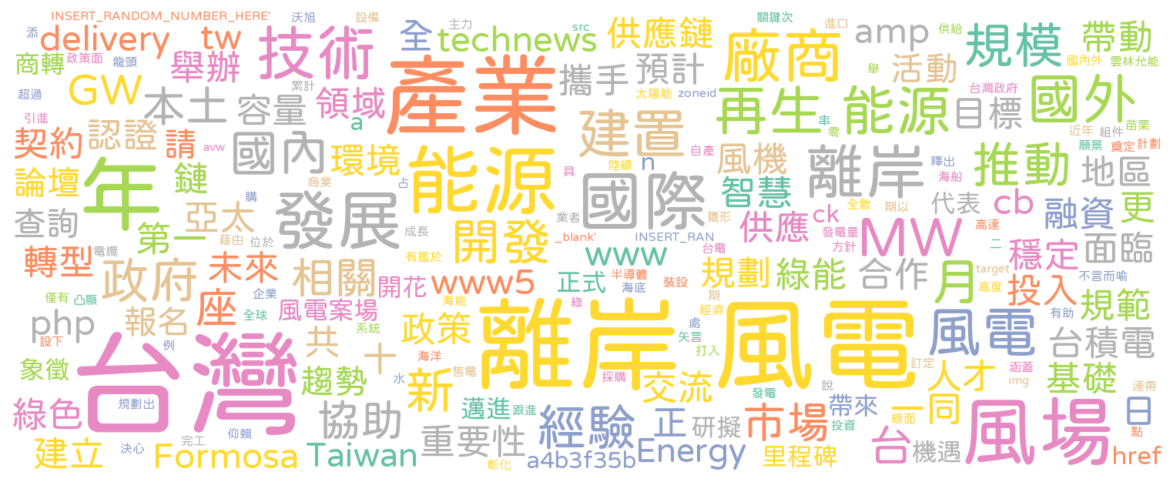 INSERT_RANDOM_NUMBER_HERE'
沃旭
設備
主力
src
關鍵次
進口
供給
添
delivery
tw
技術
全
technews
供應鏈
廠商
amp
規模
帶動
商轉
政策面
龍頭
舉辦
累計
產業
攜手
預計
舉
活動
國內外
雲林允能
超過
GW
本土
容量
領域
a
太陽能
zoneid
再生
能源
串
零
目標
台灣政府
國外
引進
契約
認證
請
avw
國內
環境
建置
自產
n
風機
離岸
推動
近年
組件
苗栗
願景
奠定
計劃
地區
論壇
年
鏈
購
商業
占
能源
陸續
具
國際
智慧
全數
期以
釋出
海船
代表
cb
融資
更
查詢
第一
亞太
藉由
位於
發展
成長
業者
雛形
供應
ck
發電量
方針
MW
高達
二
穩定
面臨
電纜
轉型
政府
未來
相關
有鑑於
開發
_blank'
INSERT_RAN
www
台電
規劃
綠能
合作
月
target
高度
不言而喻
投入
規範
僅有
凸顯
座
企業
全球
風電案場
開花
www5
海能
正式
半導體
海底
裝設
綠
期
經濟
有助
php
設下
報名
例
共
十
系統
政策
離岸風電
處
矢言
打入
風電
台積電
象徵
台灣
趨勢
海洋
水
售電
新
採購
交流
發電
說
訂定
人才
涵蓋
img
基礎
連帶
綠色
規劃出
仰賴
協助
邁進
跟進
經驗
正
研擬
市場
帶來
投資
一同
線面
風場
日
點
建立
決心
完工
Formosa
Taiwan
重要性
彰化
a4b3f35b
Energy
里程碑
台
機遇
href